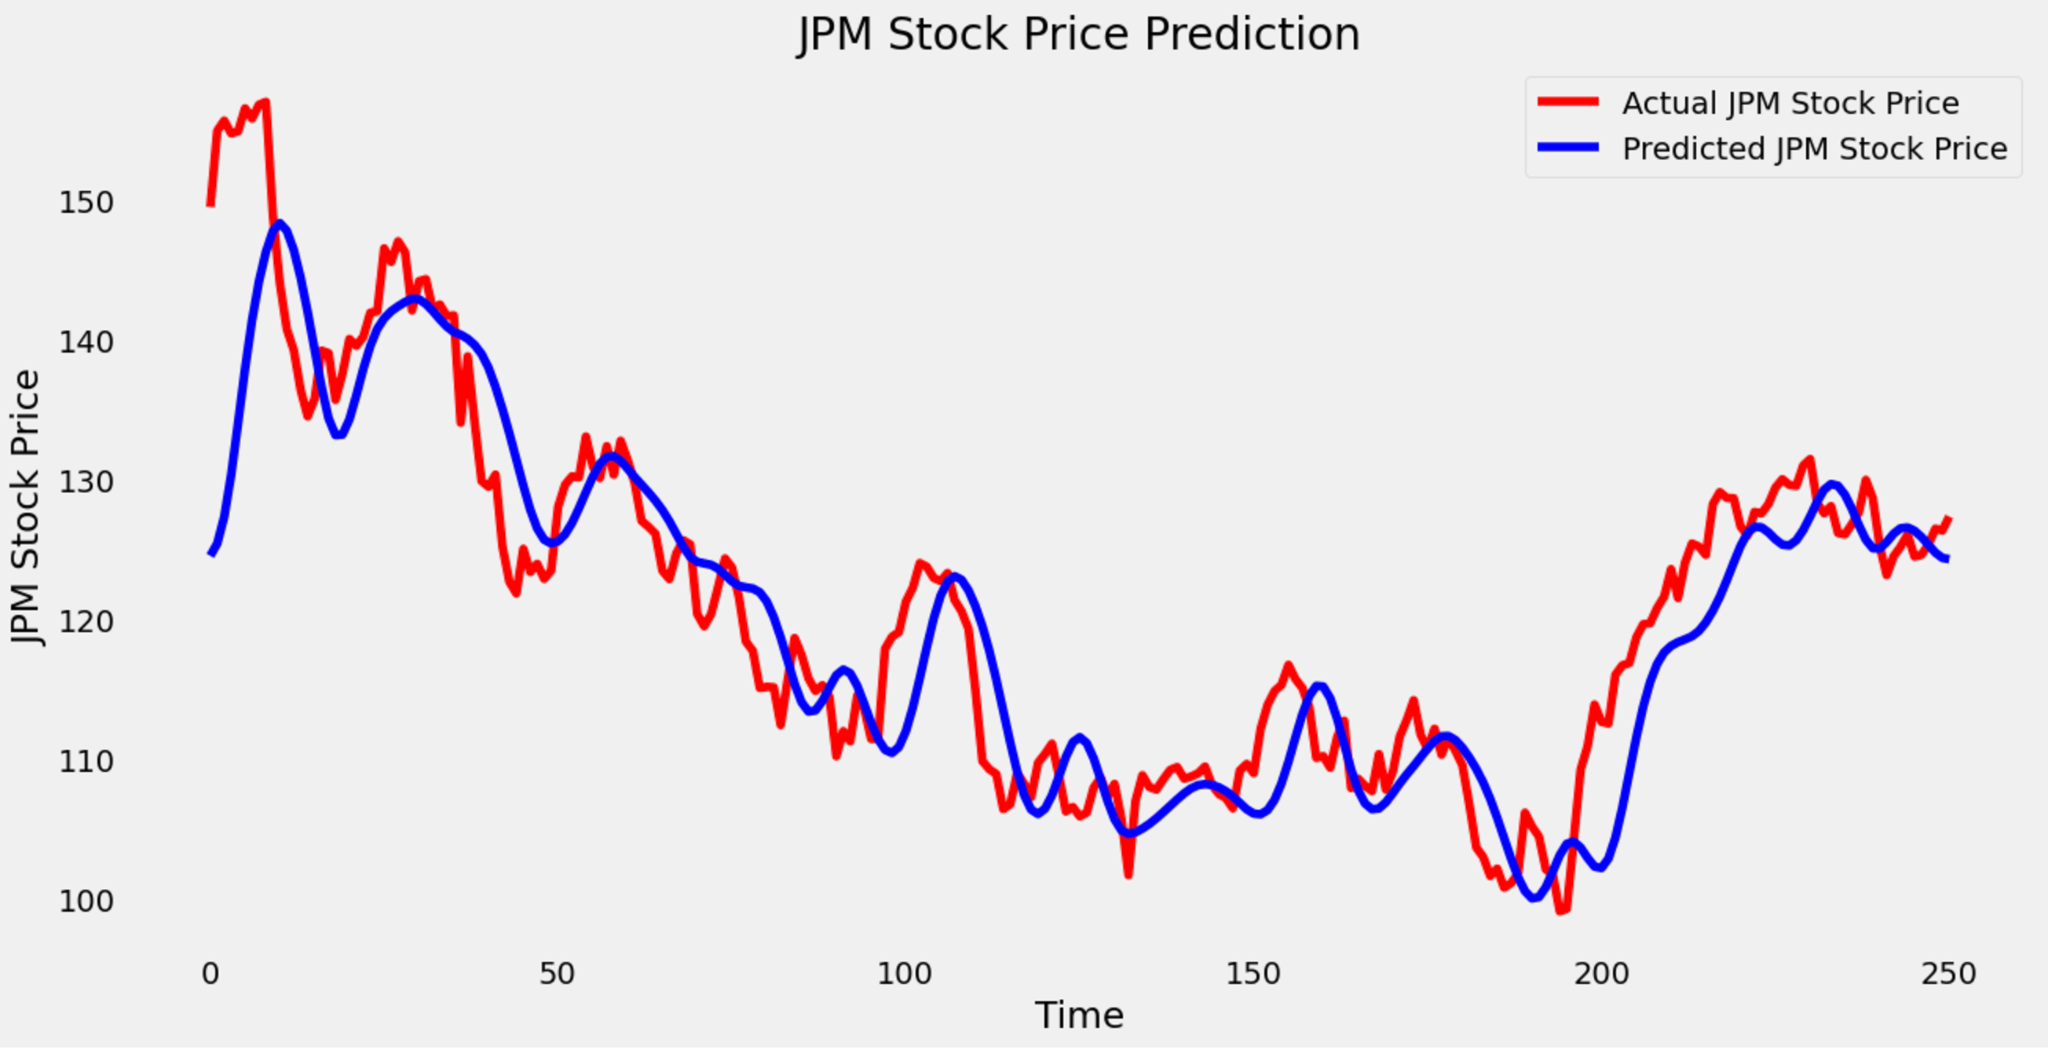 JPM Stock Price Prediction
Actual JPM Stock Price
Predicted JPM Stock Price
JPM Stock Price
150
140
130
120
110
100
0 50 100 150 200 250
Time